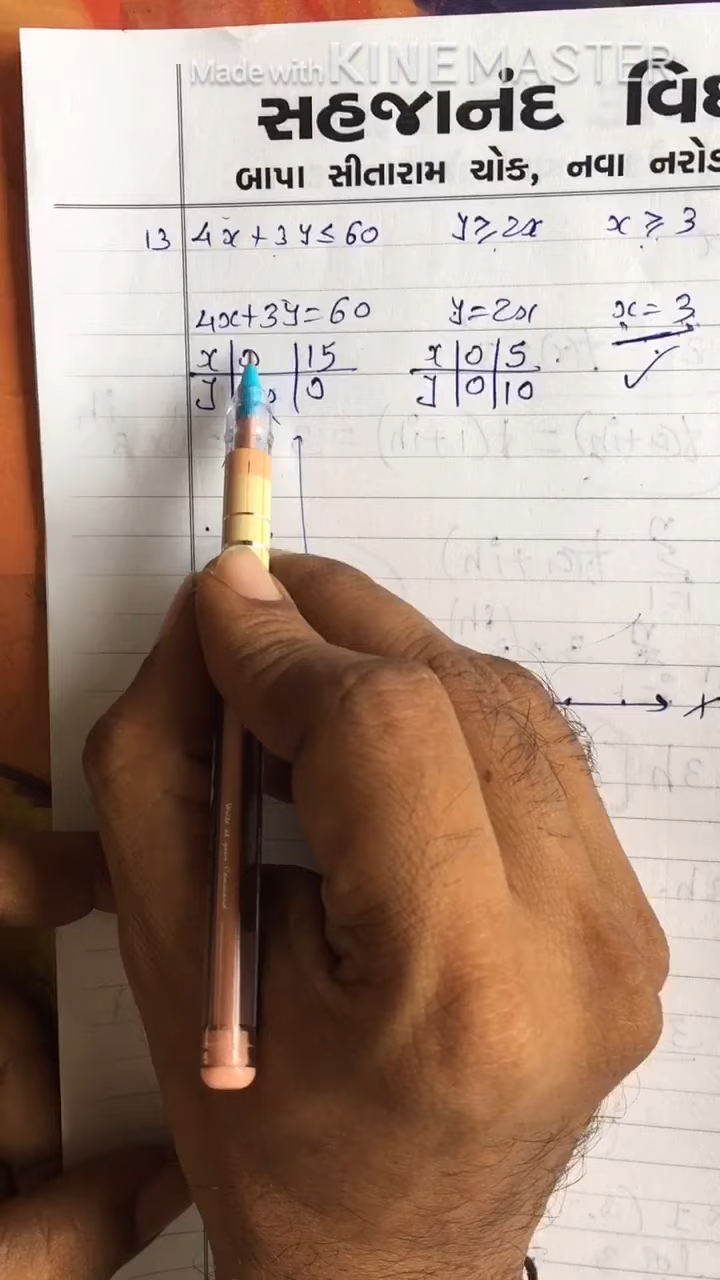 Made with KINEMASTER
સહજાનંદ વિદ્
બાપા સીતારામ ચોક, નવા નરોડ
13 4x + 3y ≤ 60 y ≥ 2x x ≥ 3
4x + 3y = 60 y = 2x x = 3
x | 0 | 15 x | 0 | 5 ✓
y | 0 y | 0 | 10
x